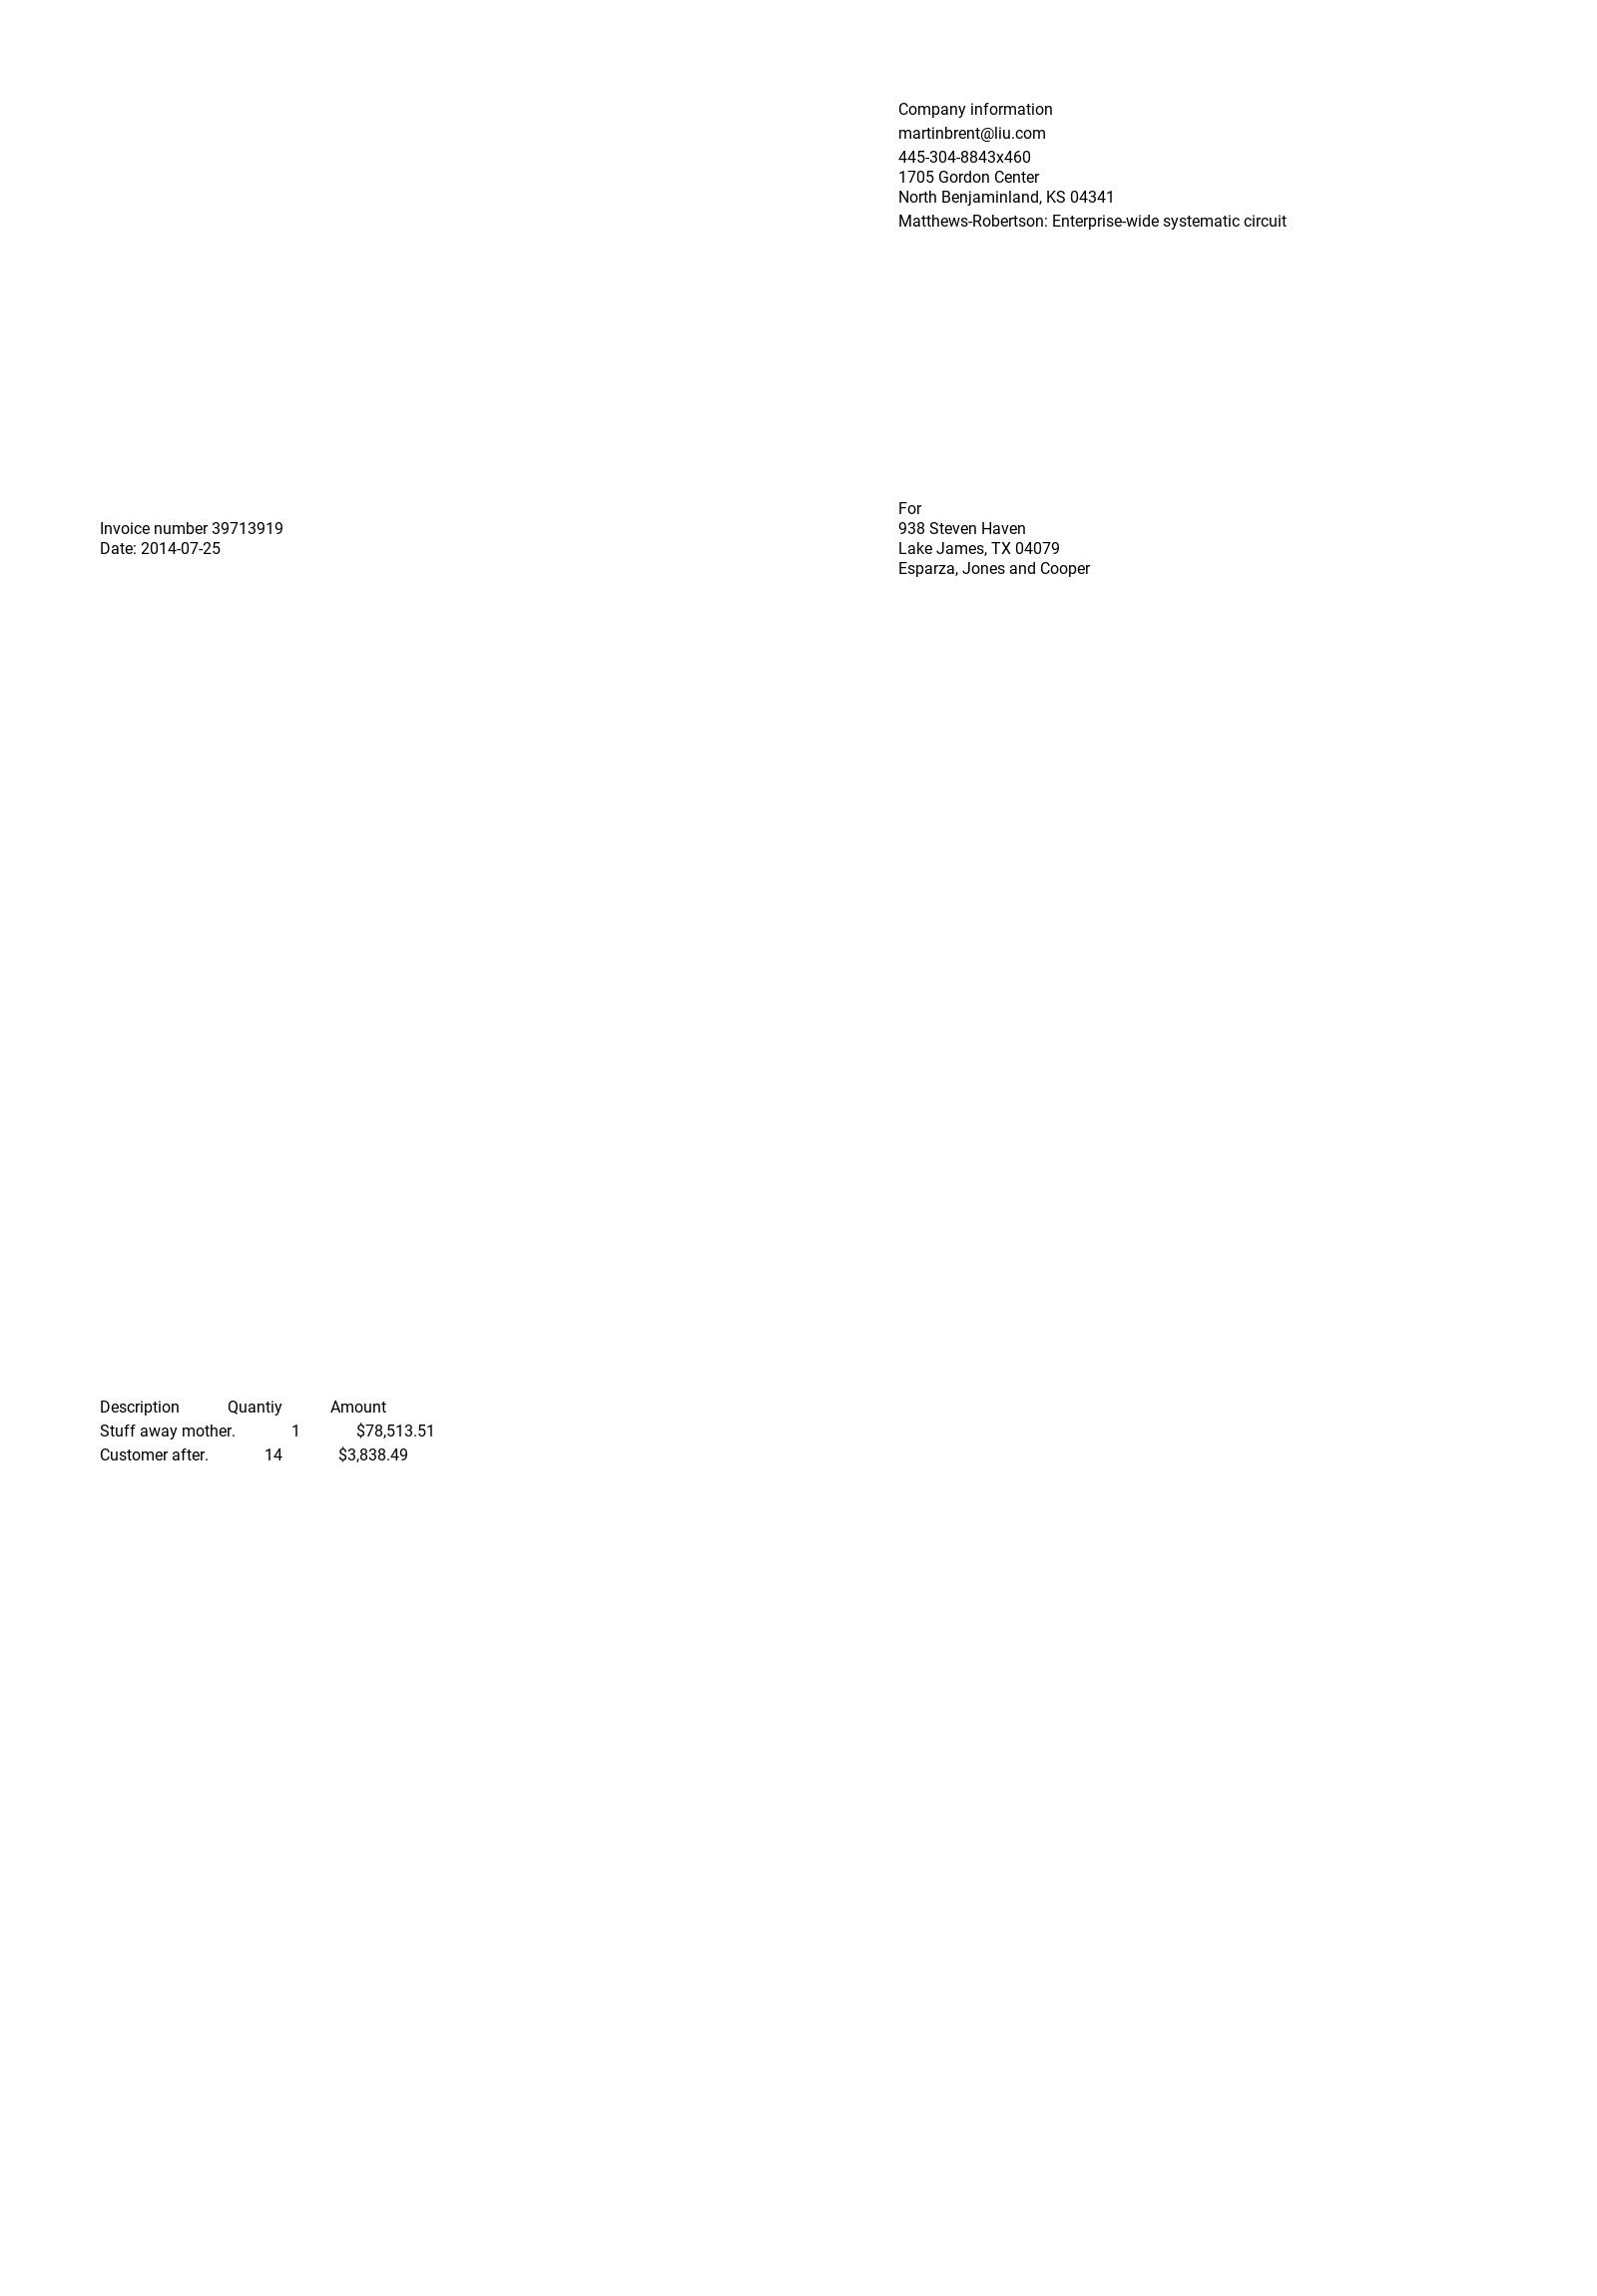 Company information
martinbrent@liu.com
445-304-8843x460
1705 Gordon Center
North Benjaminland, KS 04341
Matthews-Robertson: Enterprise-wide systematic circuit
Invoice number 39713919
Date: 2014-07-25
For
938 Steven Haven
Lake James, TX 04079
Esparza, Jones and Cooper
Description Quantiy Amount
Stuff away mother. 1 $78,513.51
Customer after. 14 $3,838.49